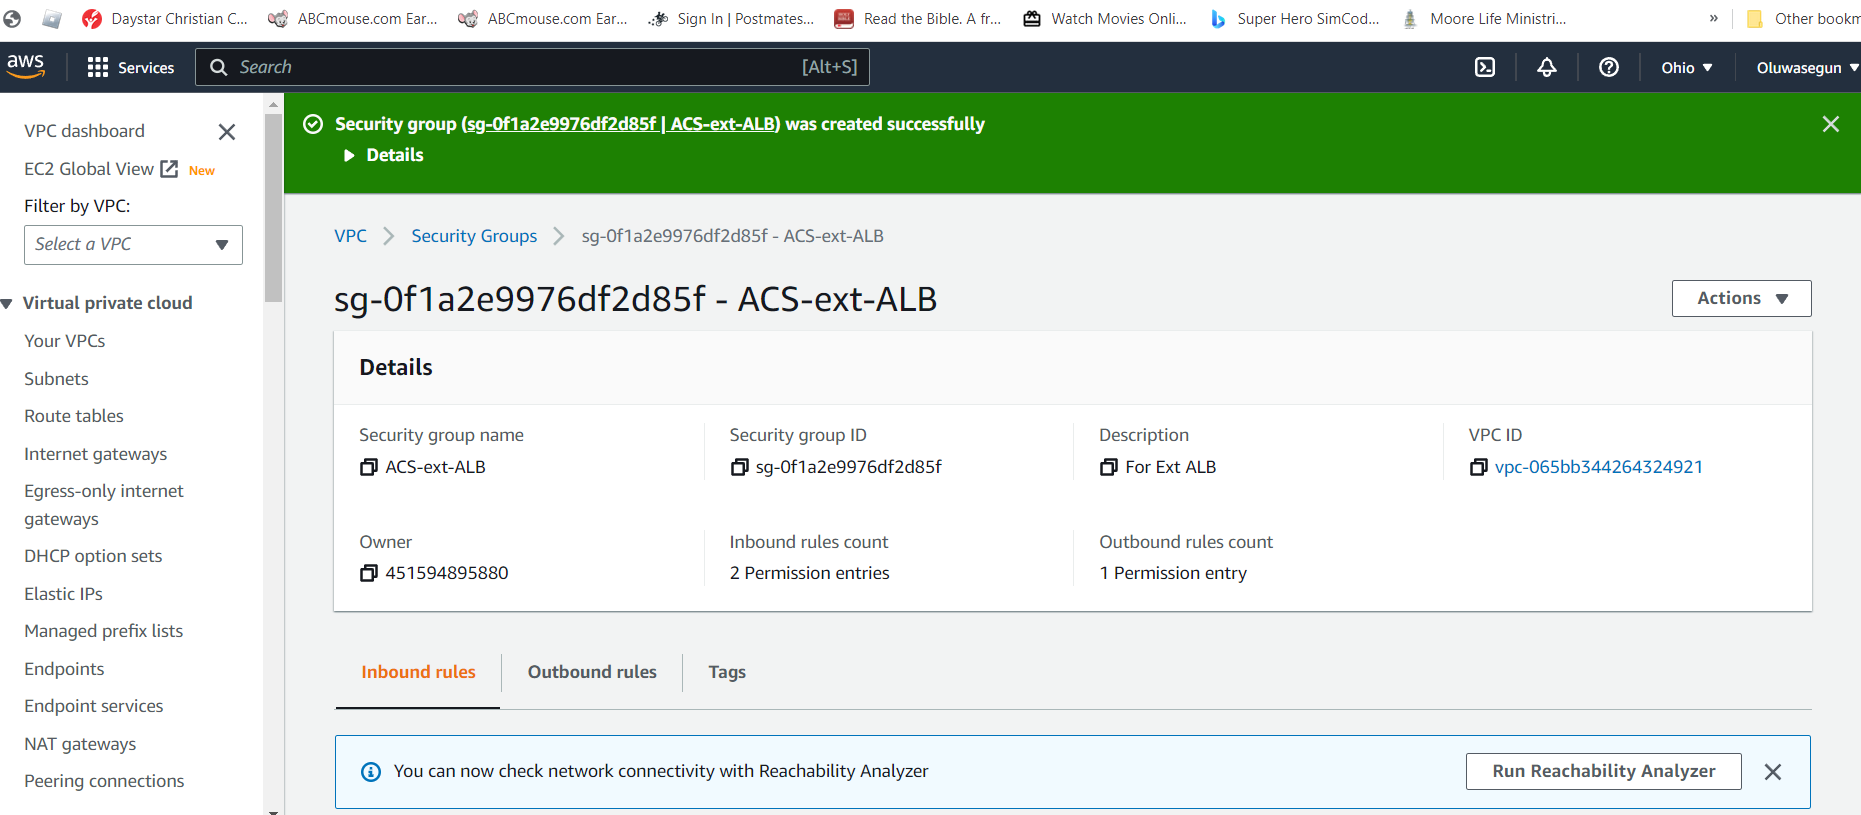 Daystar Christian C... ABCmouse.com Ear... ABCmouse.com Ear... Sign In | Postmates... Read the Bible. A fr... Watch Movies Onli... Super Hero SimCod... Moore Life Ministri... » Other bookm
aws Services Search [Alt+S] Ohio Oluwasegun
VPC dashboard
EC2 Global View New
Filter by VPC:
Select a VPC
Virtual private cloud
Your VPCs
Subnets
Route tables
Internet gateways
Egress-only internet
gateways
DHCP option sets
Elastic IPs
Managed prefix lists
Endpoints
Endpoint services
NAT gateways
Peering connections
Security group (sg-0f1a2e9976df2d85f | ACS-ext-ALB) was created successfully
Details
VPC Security Groups sg-0f1a2e9976df2d85f - ACS-ext-ALB
sg-0f1a2e9976df2d85f - ACS-ext-ALB
Actions
Details
Security group name Security group ID Description VPC ID
ACS-ext-ALB sg-0f1a2e9976df2d85f For Ext ALB vpc-065bb344264324921
Owner Inbound rules count Outbound rules count
451594895880 2 Permission entries 1 Permission entry
Inbound rules Outbound rules Tags
You can now check network connectivity with Reachability Analyzer Run Reachability Analyzer